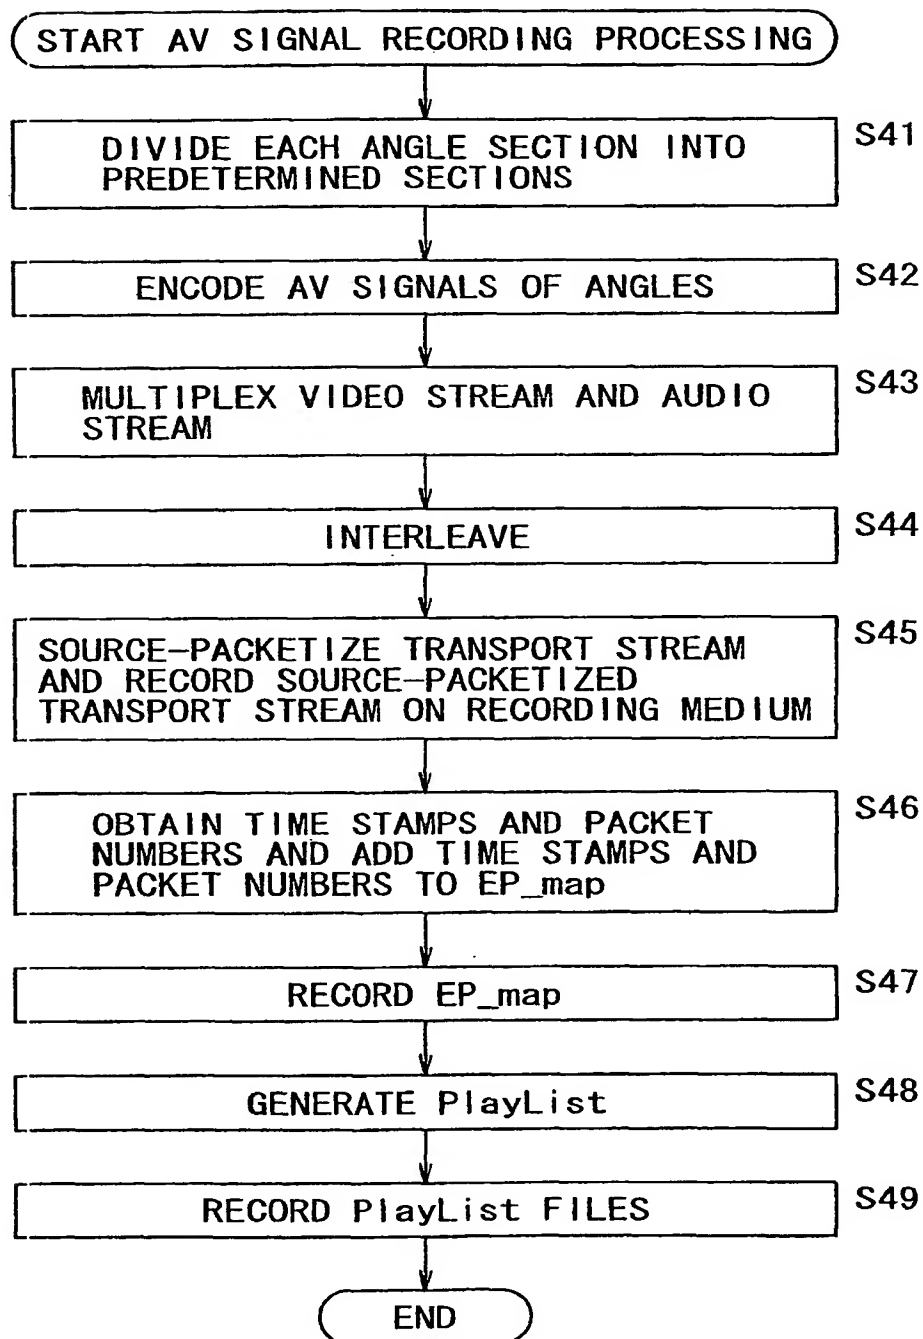 START AV SIGNAL RECORDING PROCESSING
S41
DIVIDE EACH ANGLE SECTION INTO
PREDETERMINED SECTIONS
S42
ENCODE AV SIGNALS OF ANGLES
S43
MULTIPLEX VIDEO STREAM AND AUDIO
STREAM
S44
INTERLEAVE
S45
SOURCE-PACKETIZE TRANSPORT STREAM
AND RECORD SOURCE-PACKETIZED
TRANSPORT STREAM ON RECORDING MEDIUM
S46
OBTAIN TIME STAMPS AND PACKET
NUMBERS AND ADD TIME STAMPS AND
PACKET NUMBERS TO EP_map
S47
RECORD EP_map
S48
GENERATE PlayList
S49
RECORD PlayList FILES
END